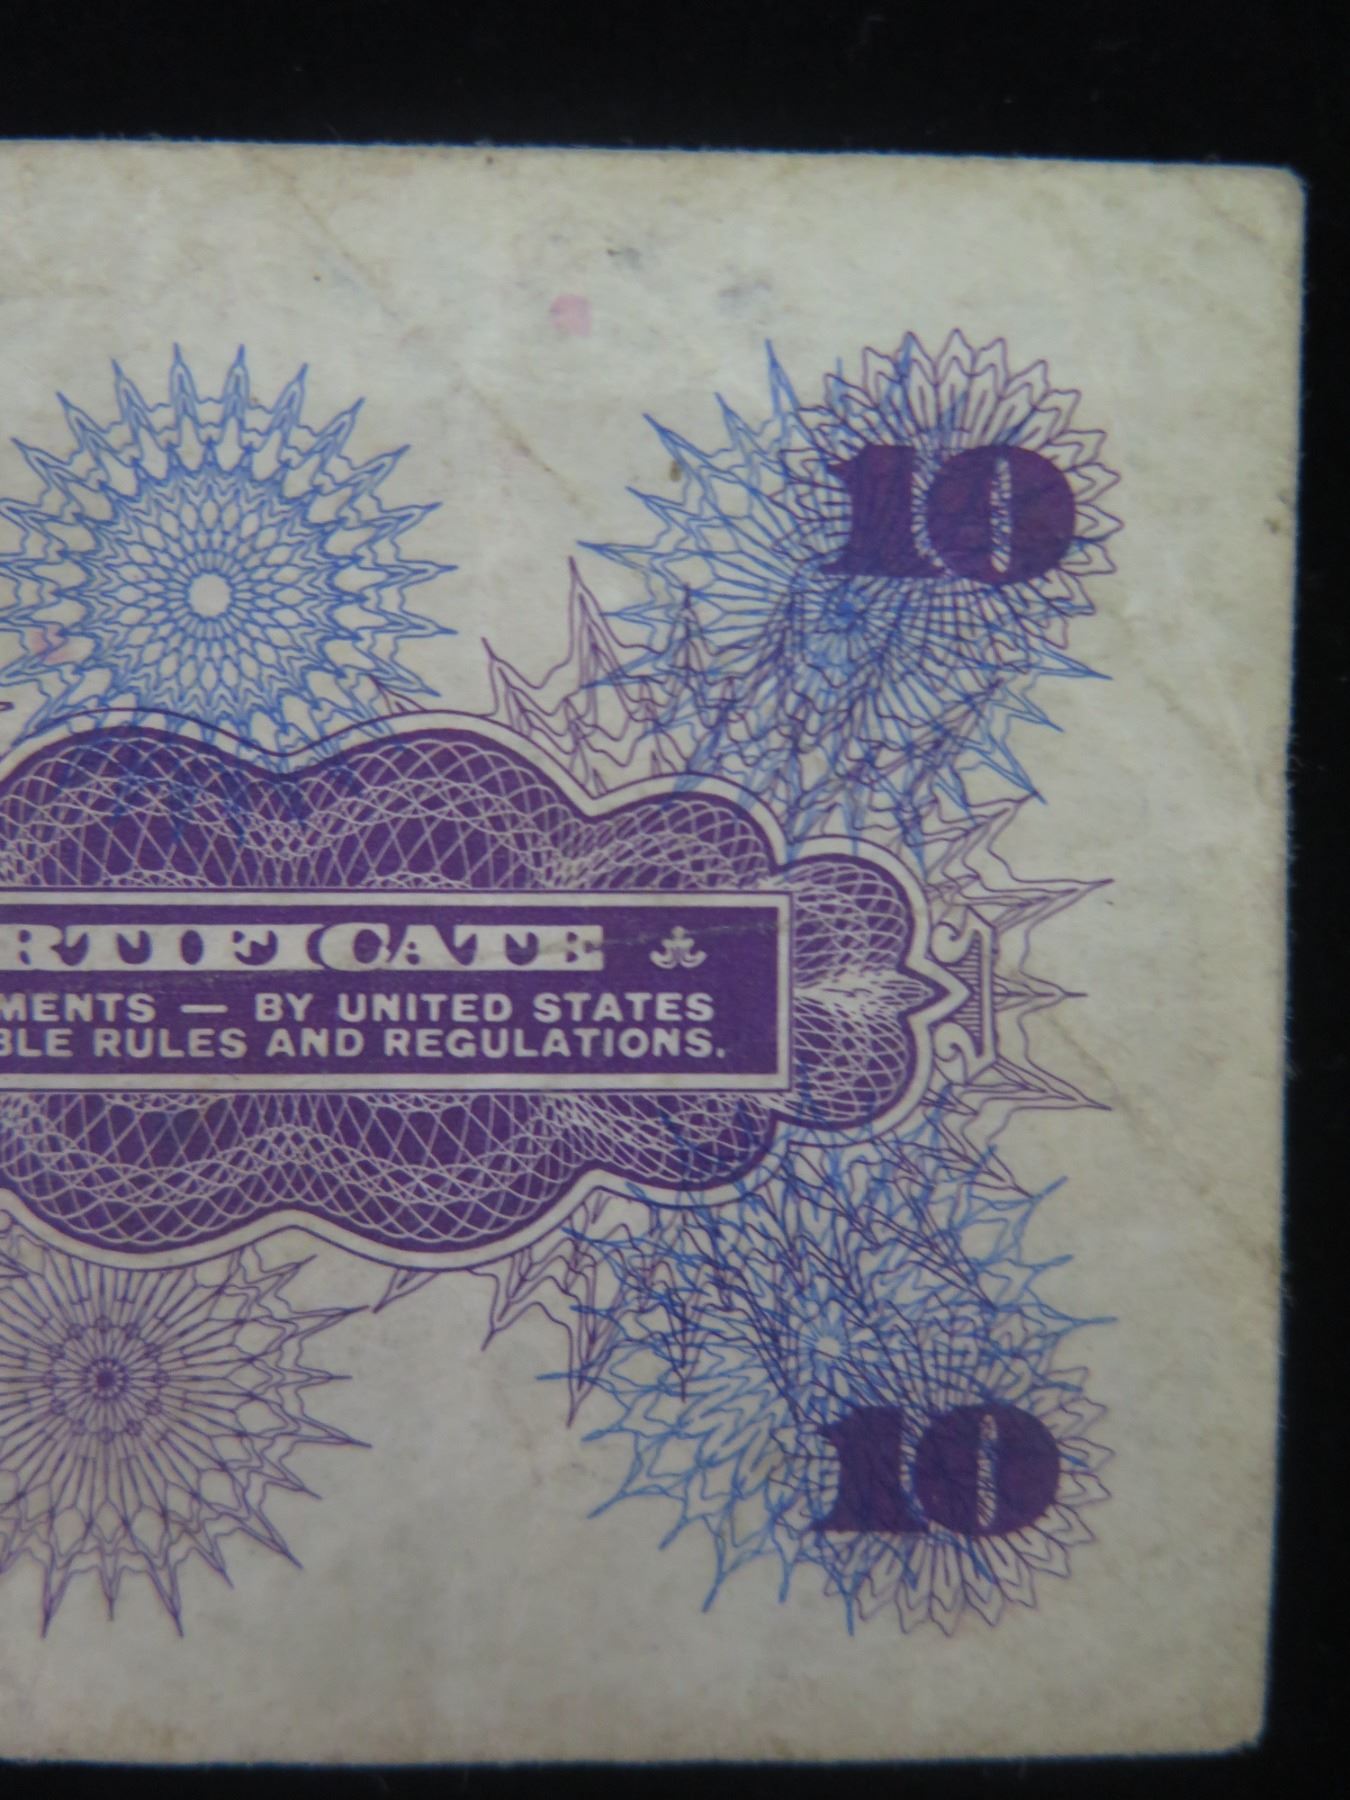 10
RTIFICATE
MENTS — BY UNITED STATES
BLE RULES AND REGULATIONS.
10